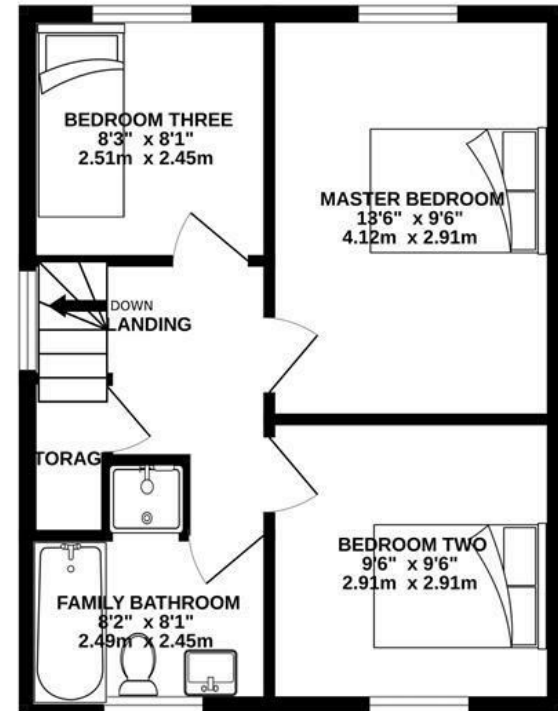 BEDROOM THREE
8'3" x 8'1"
2.51m x 2.45m
MASTER BEDROOM
13'6" x 9'6"
4.12m x 2.91m
DOWN
LANDING
TORAG
BEDROOM TWO
9'6" x 9'6"
2.91m x 2.91m
FAMILY BATHROOM
8'2" x 8'1"
2.49m x 2.45m